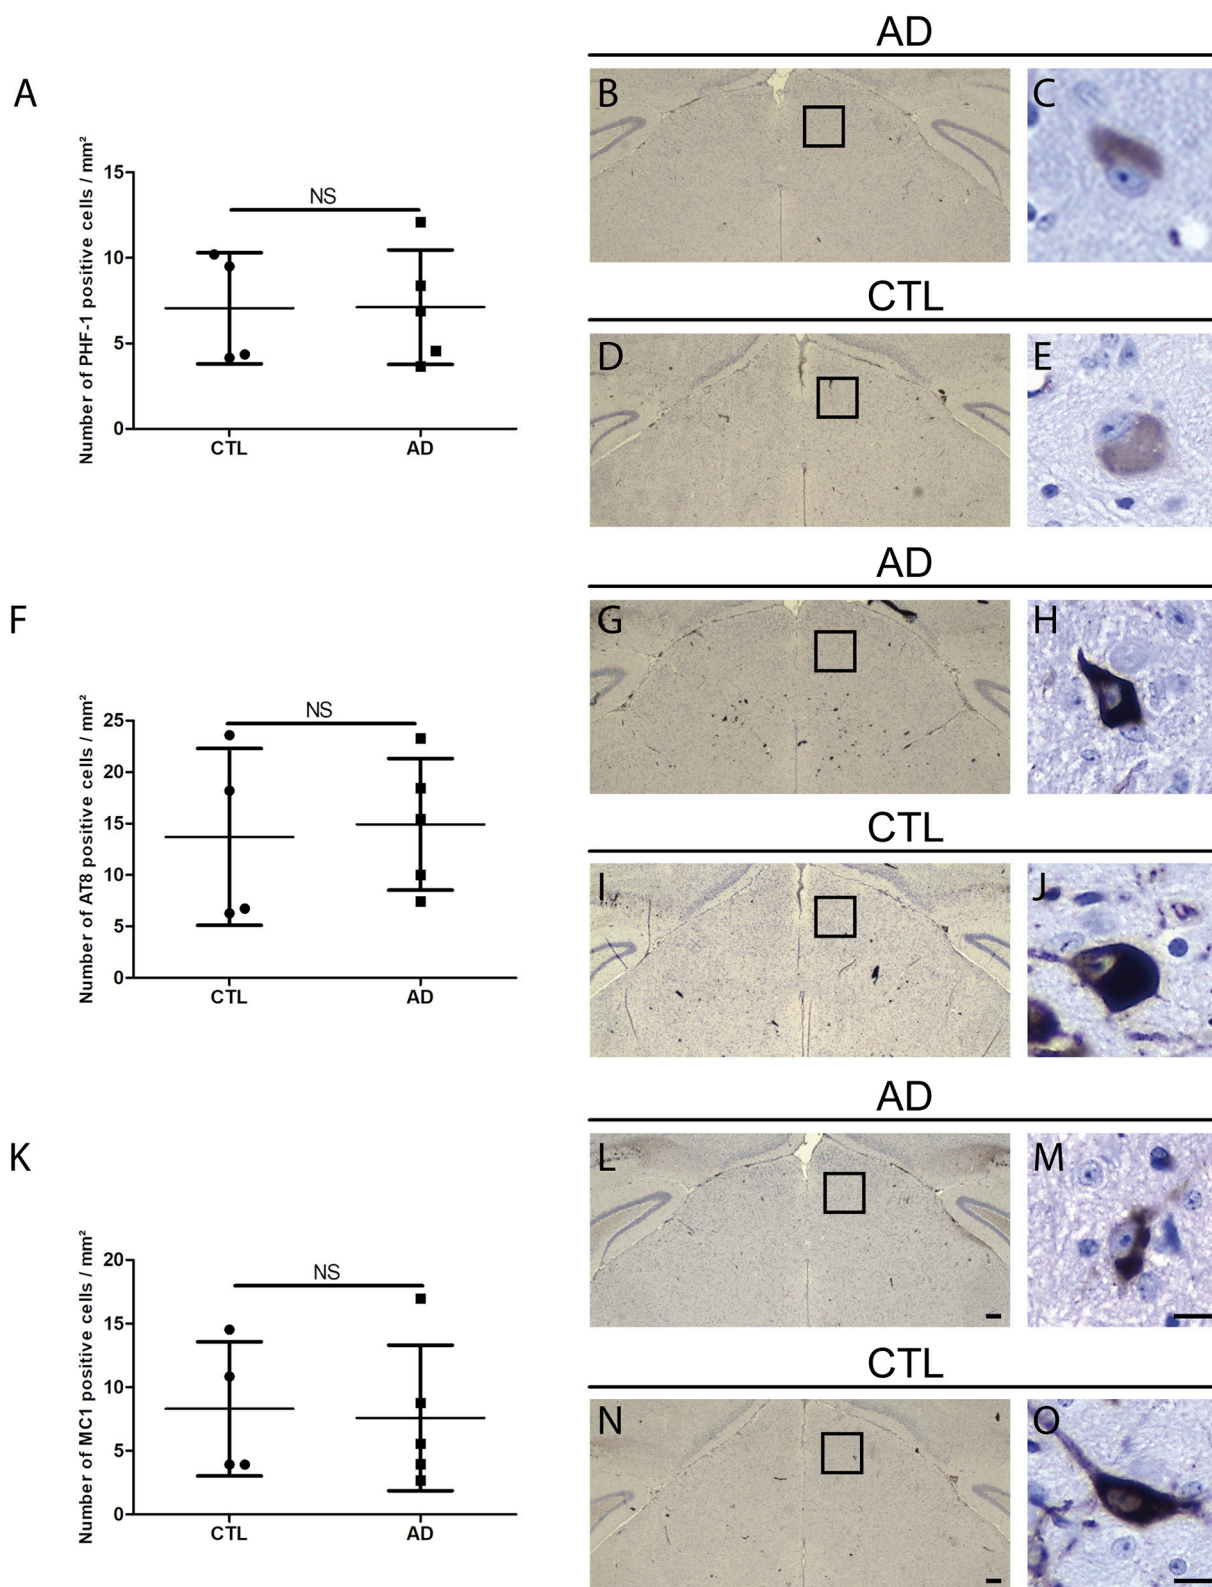 AD
A
B
C
Number of PHF-1 positive cells / mm²
15
10
5
0
NS
CTL
AD
CTL
D
E
AD
F
G
H
Number of AT8 positive cells / mm²
25
20
15
10
5
0
NS
CTL
AD
CTL
I
J
AD
K
L
M
Number of MC1 positive cells / mm²
20
15
10
5
0
NS
CTL
AD
CTL
N
O